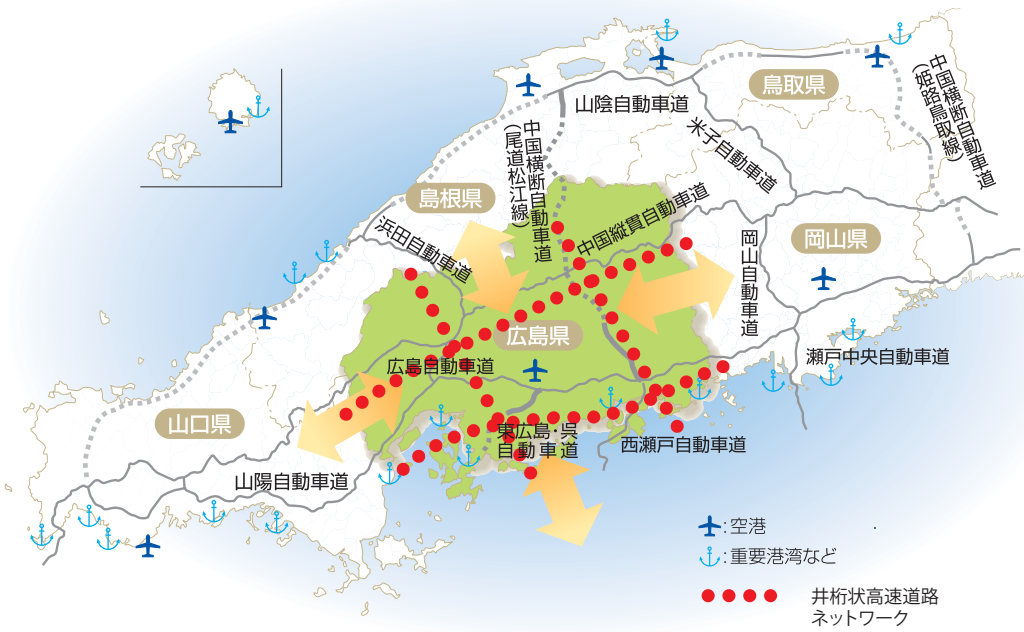 鳥取県
中国横断自動車道
(姫路鳥取線)
山陰自動車道
米子自動車道
中国横断自動車道
(尾道松江線)
島根県
中国縦貫自動車道
浜田自動車道
岡山県
岡山自動車道
広島県
広島自動車道
瀬戸中央自動車道
山口県
東広島・呉
自動車道
西瀬戸自動車道
山陽自動車道
:空港
:重要港湾など
井桁状高速道路
ネットワーク